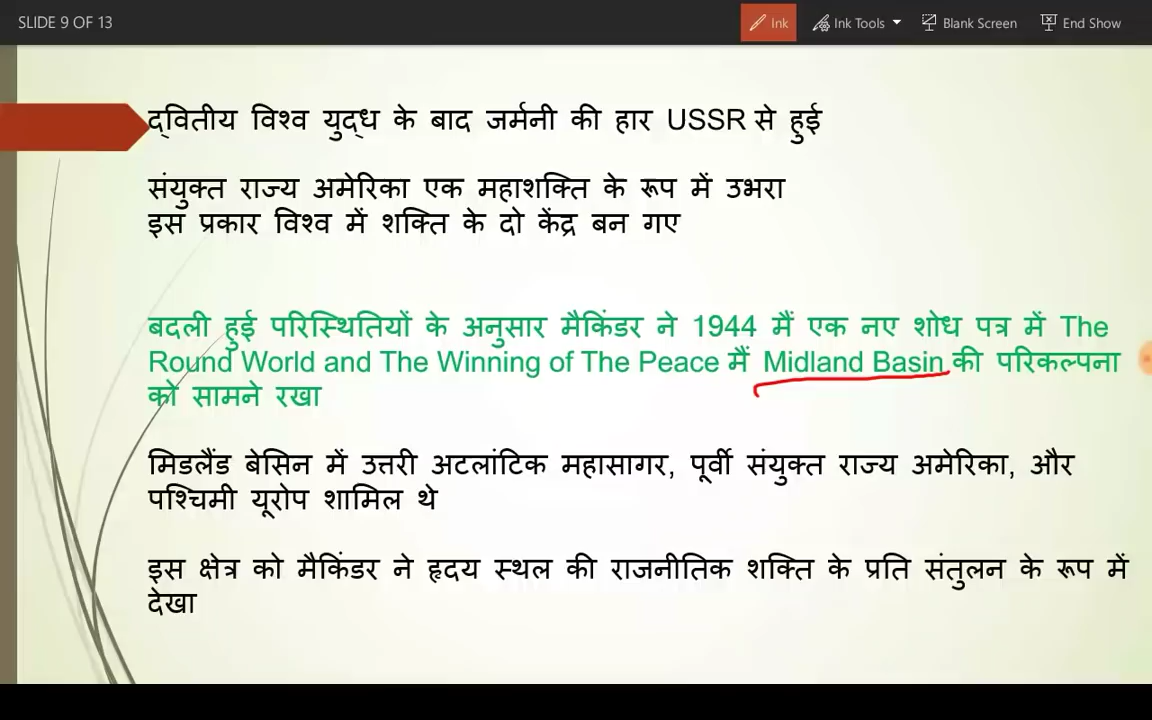 SLIDE 9 OF 13
Ink
Ink Tools
Blank Screen
End Show
द्वितीय विश्व युद्ध के बाद जर्मनी की हार USSR से हुई
संयुक्त राज्य अमेरिका एक महाशक्ति के रूप में उभरा
इस प्रकार विश्व में शक्ति के दो केंद्र बन गए
बदली हुई परिस्थितियों के अनुसार मैकिंडर ने 1944 मैं एक नए शोध पत्र में The
Round World and The Winning of The Peace मैं Midland Basin की परिकल्पना
को सामने रखा
मिडलैंड बेसिन में उत्तरी अटलांटिक महासागर, पूर्वी संयुक्त राज्य अमेरिका, और
पश्चिमी यूरोप शामिल थे
इस क्षेत्र को मैकिंडर ने हृदय स्थल की राजनीतिक शक्ति के प्रति संतुलन के रूप में
देखा